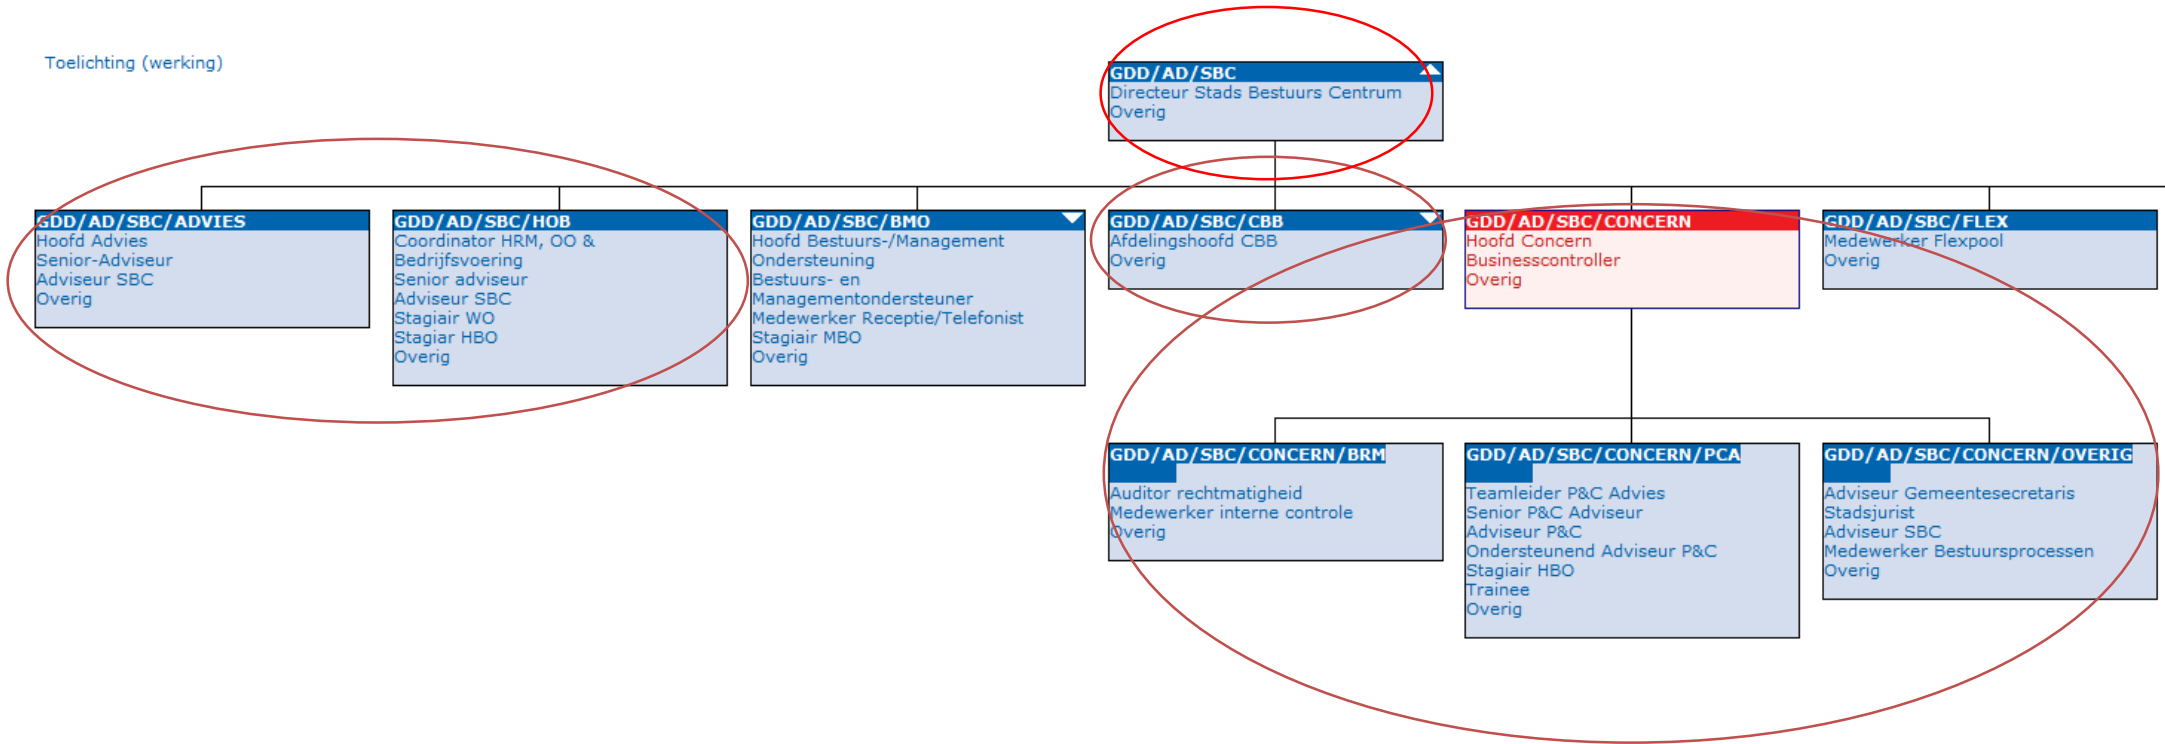 Toelichting (werking)
GDD/AD/SBC
Directeur Stads Bestuurs Centrum
Overig
GDD/AD/SBC/ADVIES
Hoofd Advies
Senior-Adviseur
Adviseur SBC
Overig
GDD/AD/SBC/HOB
Coordinator HRM, OO &
Bedrijfsvoering
Senior adviseur
Adviseur SBC
Stagiair WO
Stagiar HBO
Overig
GDD/AD/SBC/BMO
Hoofd Bestuurs-/Management
Ondersteuning
Bestuurs- en
Managementondersteuner
Medewerker Receptie/Telefonist
Stagiair MBO
Overig
GDD/AD/SBC/CBB
Afdelingshoofd CBB
Overig
GDD/AD/SBC/CONCERN
Hoofd Concern
Businesscontroller
Overig
GDD/AD/SBC/FLEX
Medewerker Flexpool
Overig
GDD/AD/SBC/CONCERN/BRM
Auditor rechtmatigheid
Medewerker interne controle
Overig
GDD/AD/SBC/CONCERN/PCA
Teamleider P&C Advies
Senior P&C Adviseur
Adviseur P&C
Ondersteunend Adviseur P&C
Stagiair HBO
Trainee
Overig
GDD/AD/SBC/CONCERN/OVERIG
Adviseur Gemeentesecretaris
Stadsjurist
Adviseur SBC
Medewerker Bestuursprocessen
Overig